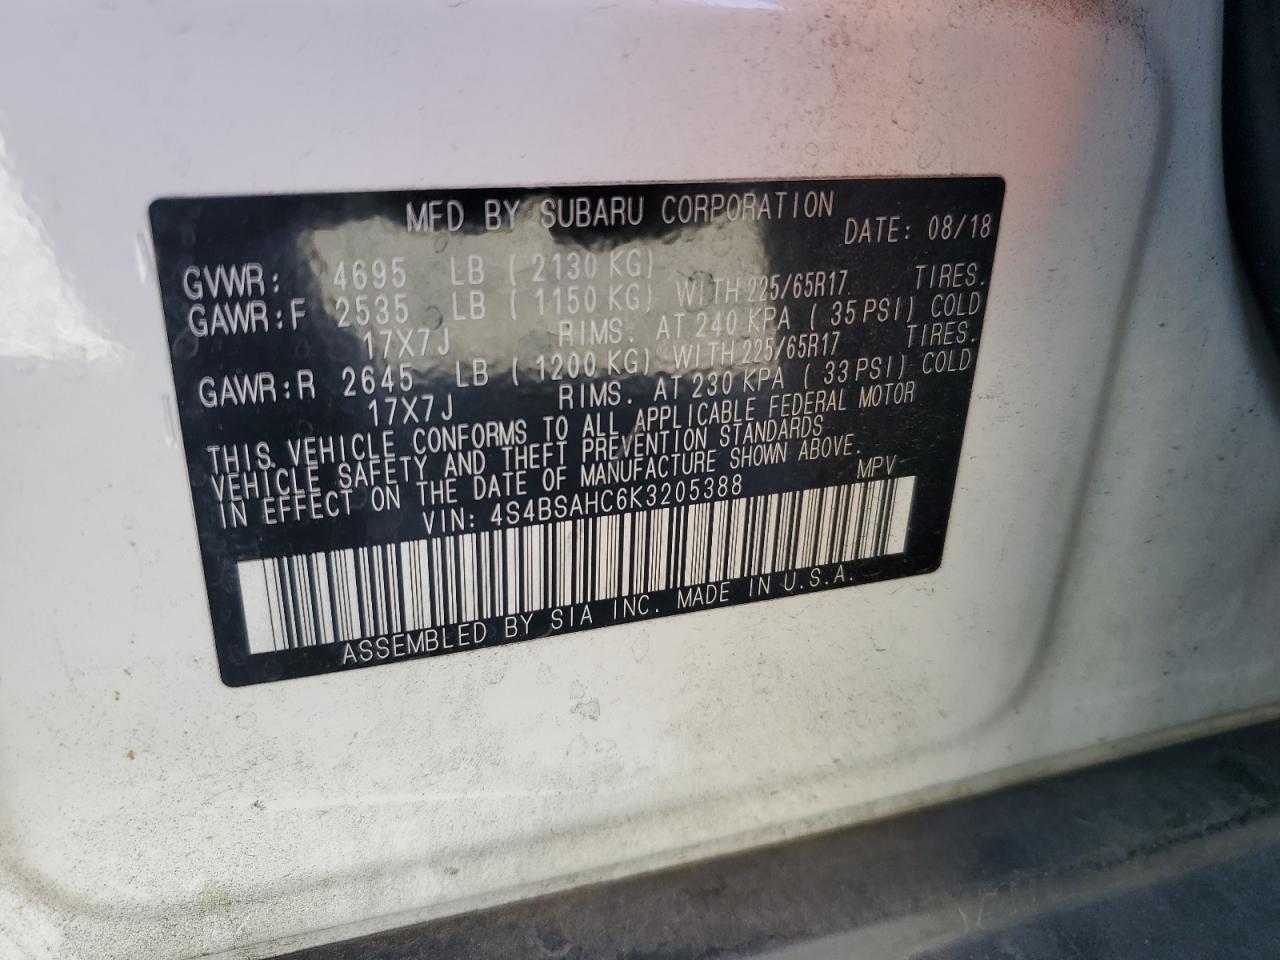 MFD BY SUBARU CORPORATION
DATE: 08/18
GVWR: 4695 LB ( 2130 KG)
GAWR:F 2535 LB ( 1150 KG) WITH 225/65R17 TIRES.
17X7J RIMS. AT 240 KPA ( 35 PSI) COLD
GAWR:R 2645 LB ( 1200 KG) WITH 225/65R17 TIRES.
17X7J RIMS. AT 230 KPA ( 33 PSI) COLD
THIS VEHICLE CONFORMS TO ALL APPLICABLE FEDERAL MOTOR
VEHICLE SAFETY AND THEFT PREVENTION STANDARDS
IN EFFECT ON THE DATE OF MANUFACTURE SHOWN ABOVE.
VIN: 4S4BSAHC6K3205388 MPV
ASSEMBLED BY SIA INC. MADE IN U.S.A.